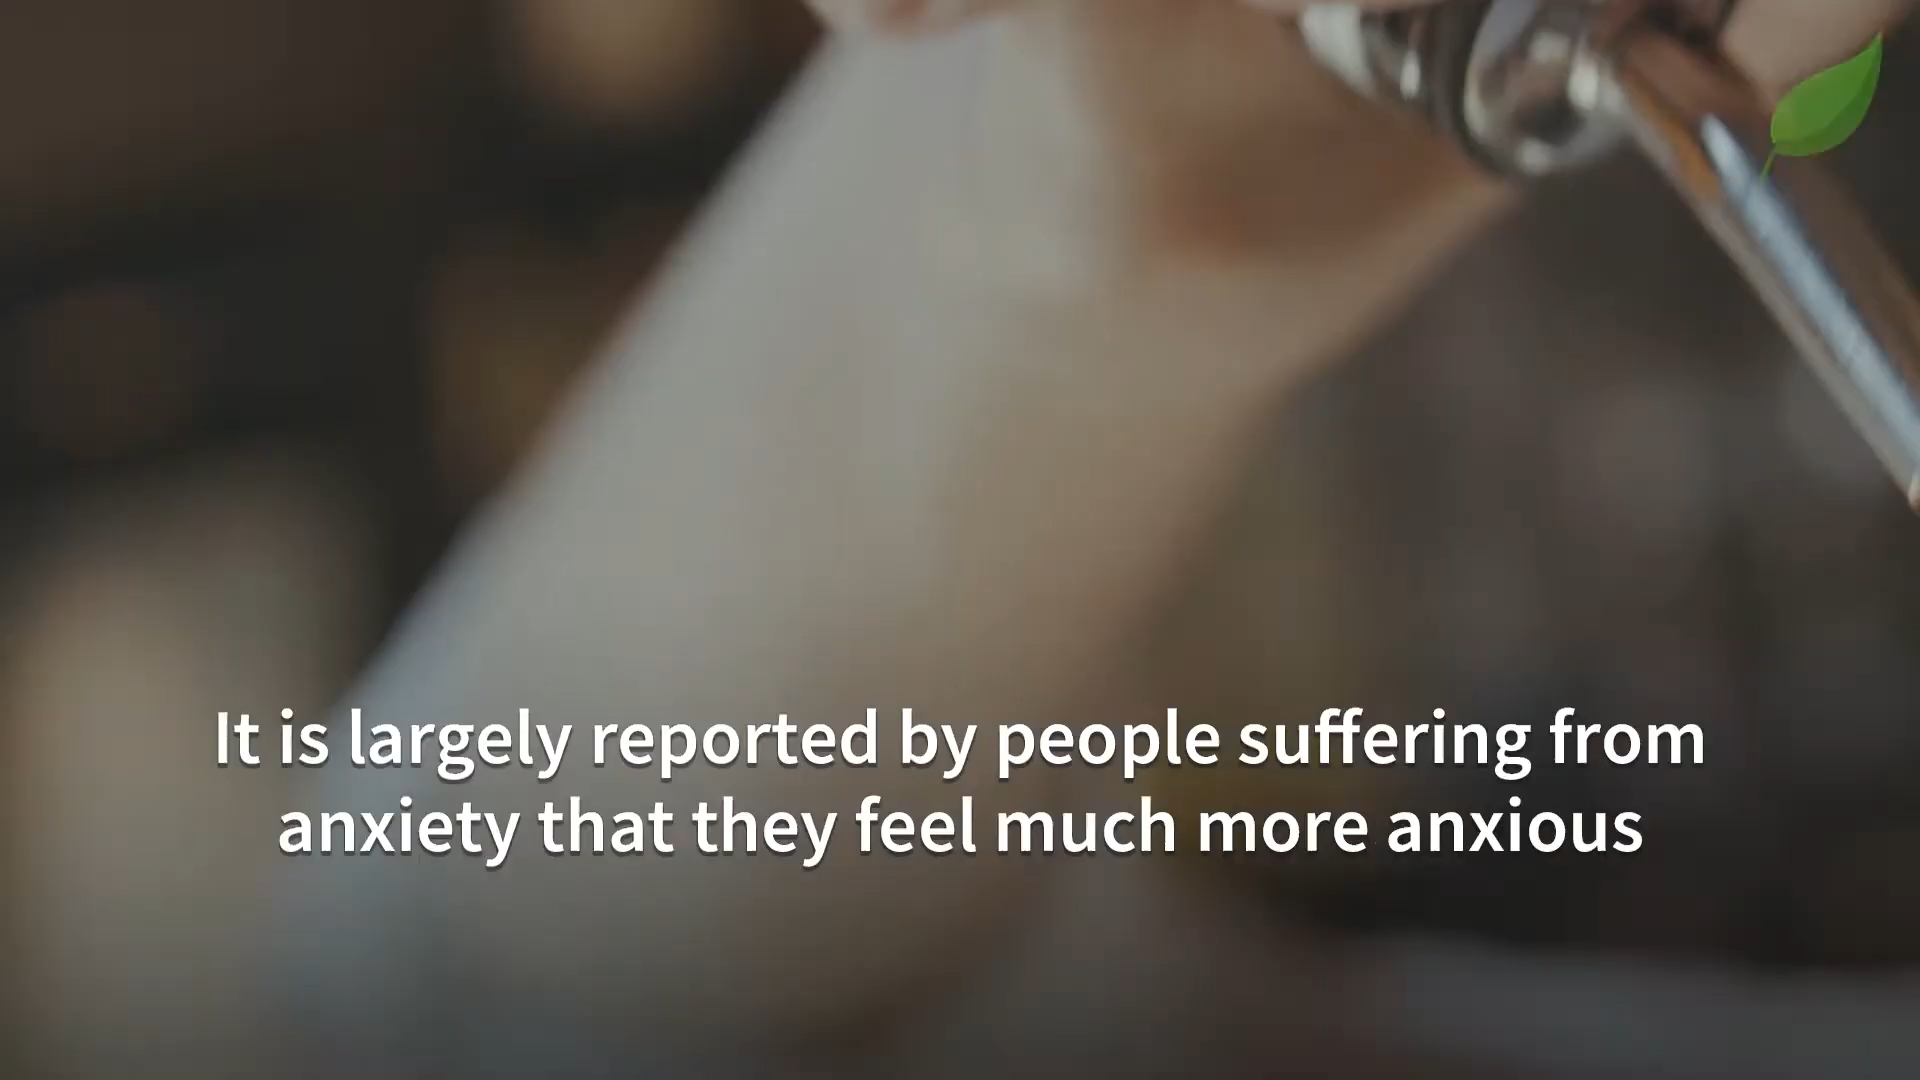 It is largely reported by people suffering from
anxiety that they feel much more anxious